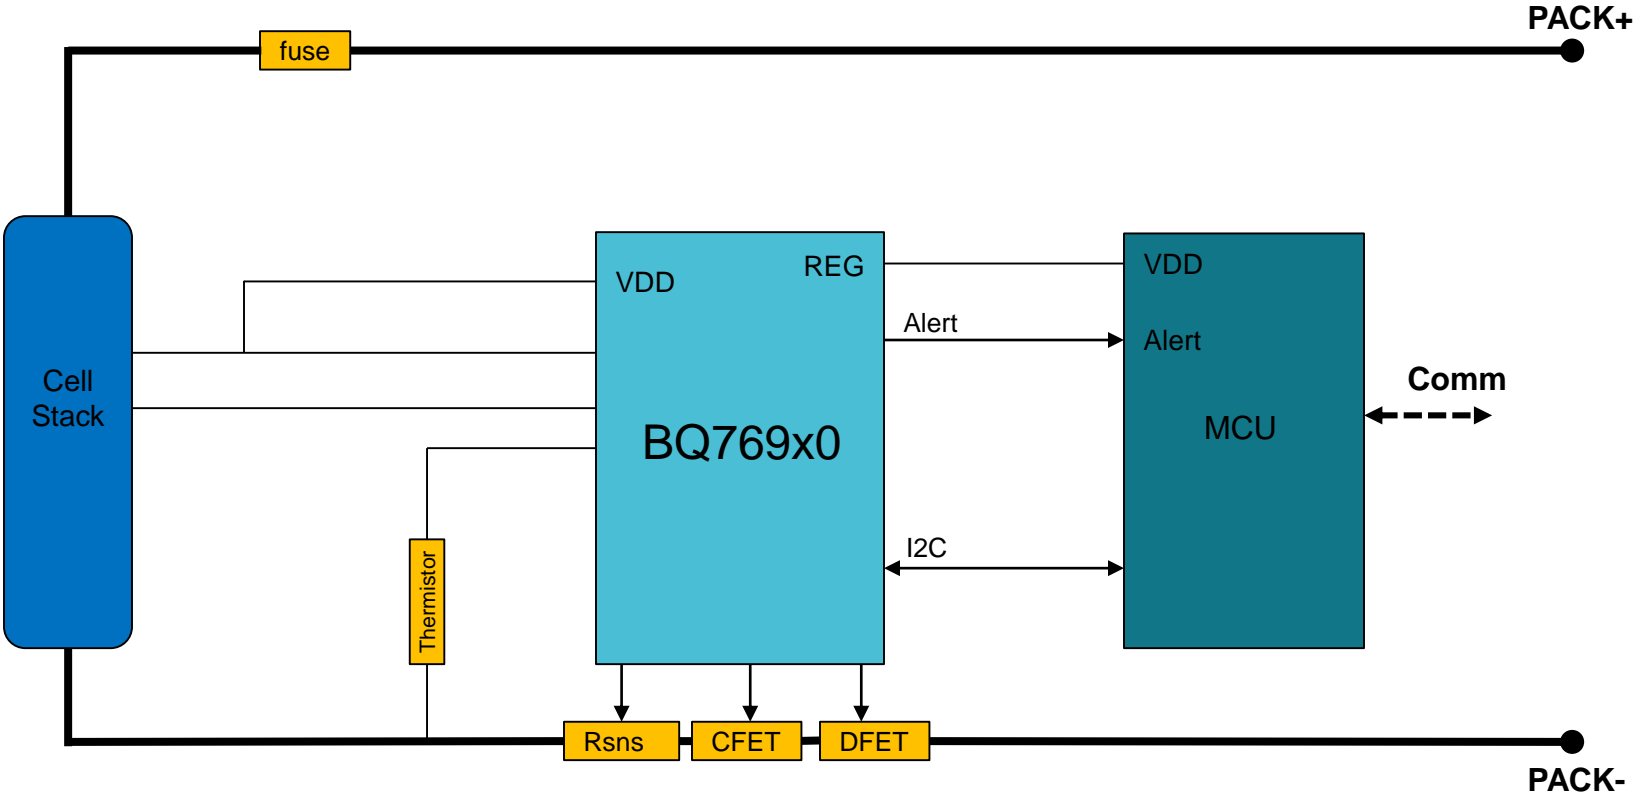 PACK+
fuse
VDD
REG
VDD
Alert
Alert
Cell
Stack
Comm
BQ769x0
MCU
I2C
Thermistor
Rsns
CFET
DFET
PACK-